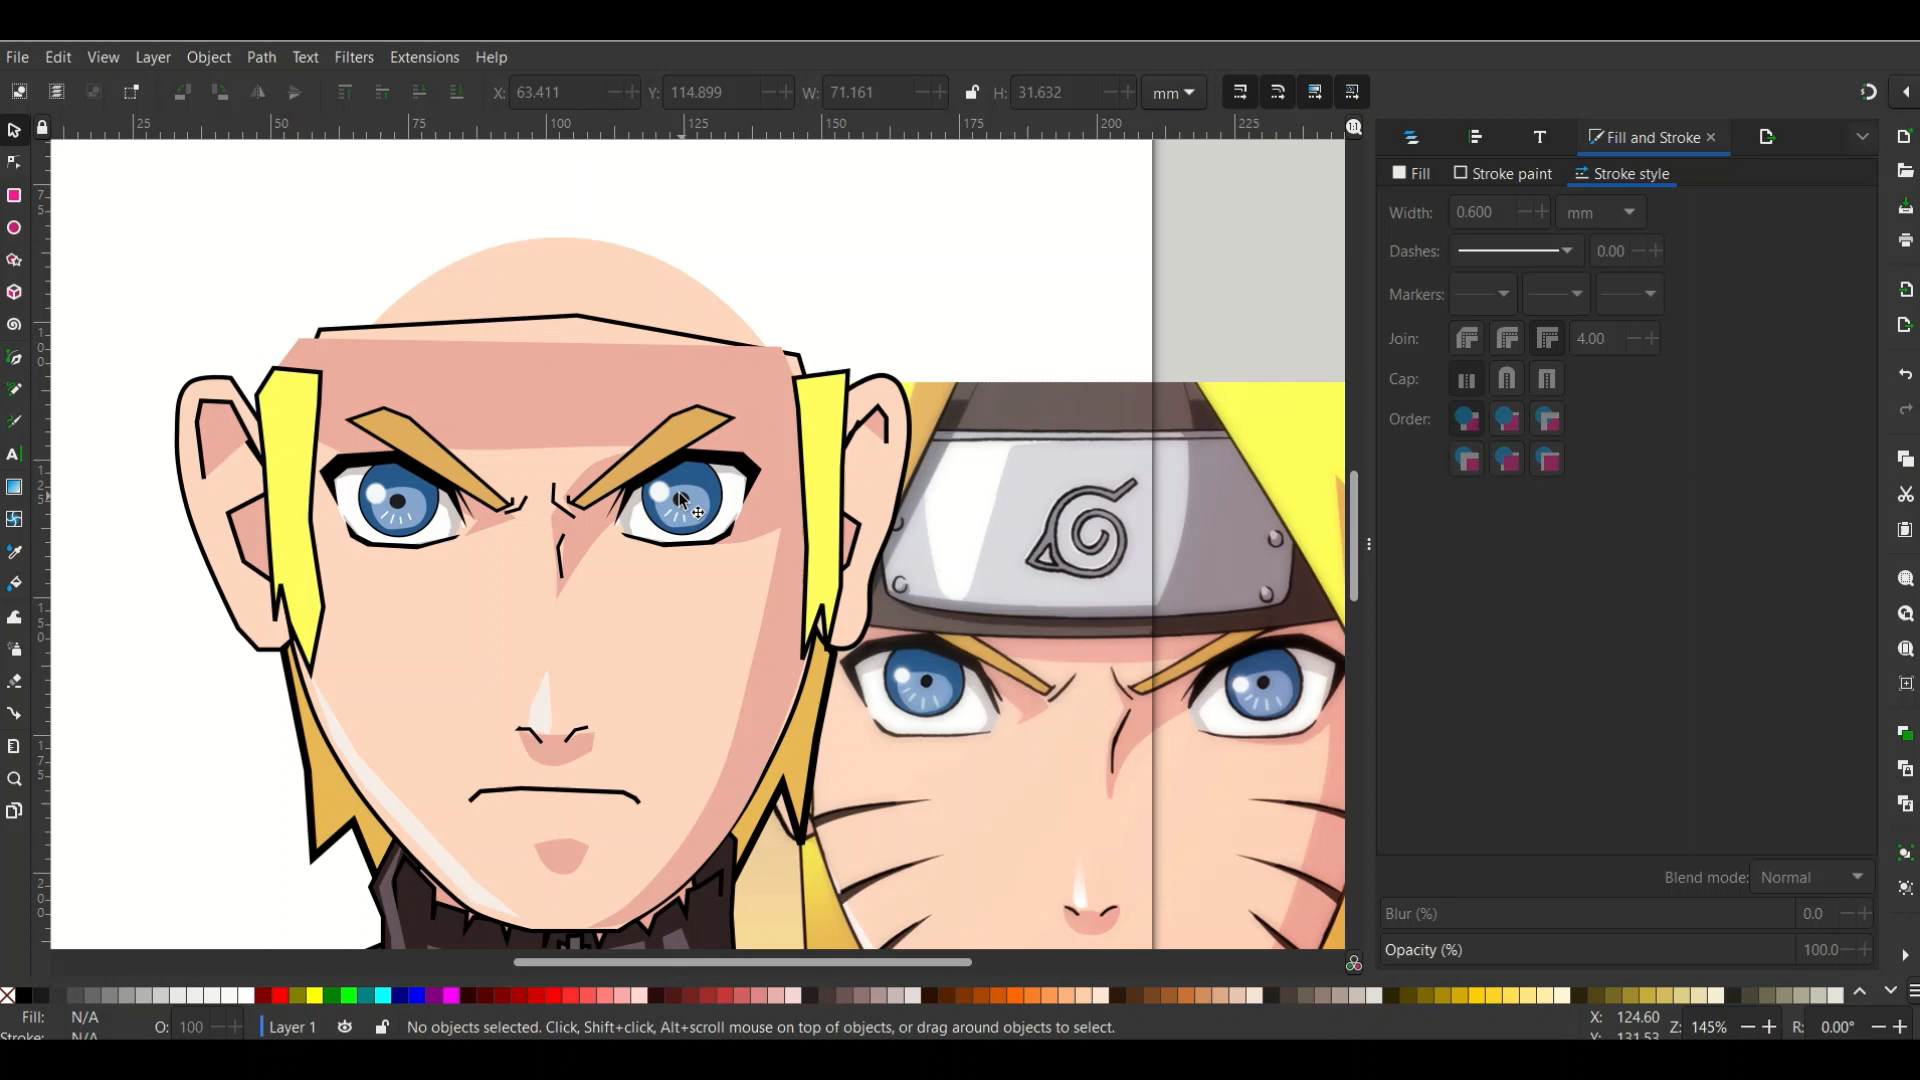 File Edit View Layer Object Path Text Filters Extensions Help
X: 63.411 Y: 114.899 W: 71.161 H: 31.632 mm
25 50 75 100 125 150 175 200 225
Fill and Stroke
Fill Stroke paint Stroke style
Width: 0.600 mm
Dashes: 0.00
Markers:
Join: 4.00
Cap:
Order:
Blend mode: Normal
Blur (%) 0.0
Opacity (%) 100.0
Fill: N/A
Stroke: N/A
O: 100
Layer 1
No objects selected. Click, Shift+click, Alt+scroll mouse on top of objects, or drag around objects to select.
X: 124.60
Y: 131.53
Z: 145%
R: 0.00°